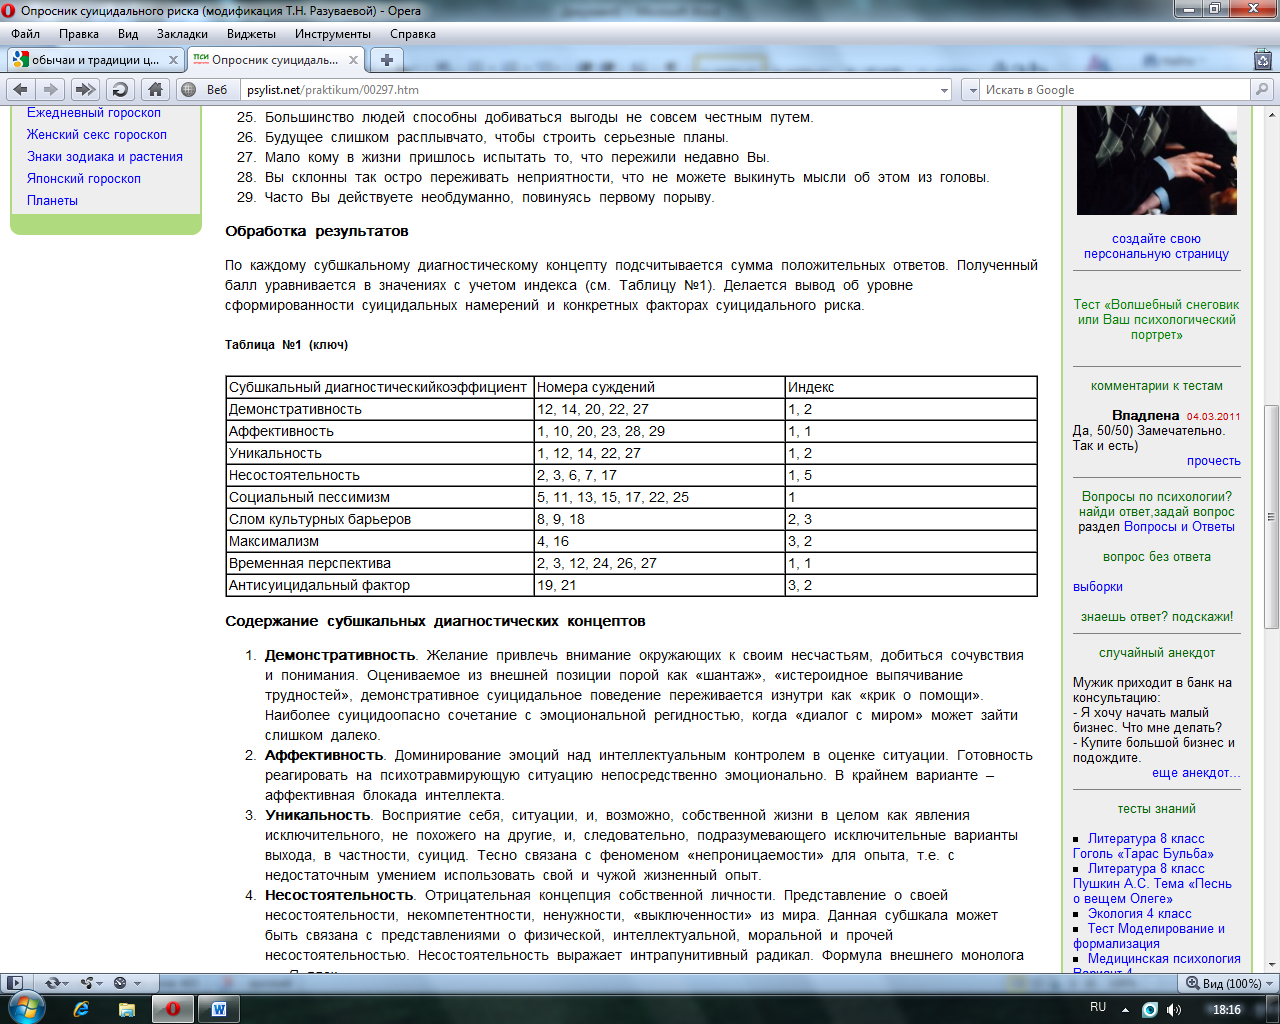 Опросник суицидального риска (модификация Т.Н. Разуваевой) - Opera
Файл Правка Вид Закладки Виджеты Инструменты Справка
обычаи и традиции ц...
ПСИ Опросник суицидаль...
Веб psylist.net/praktikum/00297.htm Искать в Google
Ежедневный гороскоп
Женский секс гороскоп
Знаки зодиака и растения
Японский гороскоп
Планеты
25. Большинство людей способны добиваться выгоды не совсем честным путем.
26. Будущее слишком расплывчато, чтобы строить серьезные планы.
27. Мало кому в жизни пришлось испытать то, что пережили недавно Вы.
28. Вы склонны так остро переживать неприятности, что не можете выкинуть мысли об этом из головы.
29. Часто Вы действуете необдуманно, повинуясь первому порыву.
Обработка результатов
По каждому субшкальному диагностическому концепту подсчитывается сумма положительных ответов. Полученный
балл уравнивается в значениях с учетом индекса (см. Таблицу №1). Делается вывод об уровне
сформированности суицидальных намерений и конкретных факторах суицидального риска.
Таблица №1 (ключ)
Субшкальный диагностическийкоэффициент Номера суждений Индекс
Демонстративность 12, 14, 20, 22, 27 1, 2
Аффективность 1, 10, 20, 23, 28, 29 1, 1
Уникальность 1, 12, 14, 22, 27 1, 2
Несостоятельность 2, 3, 6, 7, 17 1, 5
Социальный пессимизм 5, 11, 13, 15, 17, 22, 25 1
Слом культурных барьеров 8, 9, 18 2, 3
Максимализм 4, 16 3, 2
Временная перспектива 2, 3, 12, 24, 26, 27 1, 1
Антисуицидальный фактор 19, 21 3, 2
Содержание субшкальных диагностических концептов
1. Демонстративность. Желание привлечь внимание окружающих к своим несчастьям, добиться сочувствия
и понимания. Оцениваемое из внешней позиции порой как «шантаж», «истероидное выпячивание
трудностей», демонстративное суицидальное поведение переживается изнутри как «крик о помощи».
Наиболее суицидоопасно сочетание с эмоциональной регидностью, когда «диалог с миром» может зайти
слишком далеко.
2. Аффективность. Доминирование эмоций над интеллектуальным контролем в оценке ситуации. Готовность
реагировать на психотравмирующую ситуацию непосредственно эмоционально. В крайнем варианте –
аффективная блокада интеллекта.
3. Уникальность. Восприятие себя, ситуации, и, возможно, собственной жизни в целом как явления
исключительного, не похожего на другие, и, следовательно, подразумевающего исключительные варианты
выхода, в частности, суицид. Тесно связана с феноменом «непроницаемости» для опыта, т.е. с
недостаточным умением использовать свой и чужой жизненный опыт.
4. Несостоятельность. Отрицательная концепция собственной личности. Представление о своей
несостоятельности, некомпетентности, ненужности, «выключенности» из мира. Данная субшкала может
быть связана с представлениями о физической, интеллектуальной, моральной и прочей
несостоятельностью. Несостоятельность выражает интрапунитивный радикал. Формула внешнего монолога
создайте свою
персональную страницу
Тест «Волшебный снеговик
или Ваш психологический
портрет»
комментарии к тестам
Владлена 04.03.2011
Да, 50/50) Замечательно.
Так и есть)
прочесть
Вопросы по психологии?
найди ответ,задай вопрос
раздел Вопросы и Ответы
вопрос без ответа
выборки
знаешь ответ? подскажи!
случайный анекдот
Мужик приходит в банк на
консультацию:
- Я хочу начать малый
бизнес. Что мне делать?
- Купите большой бизнес и
подождите.
еще анекдот...
тесты знаний
Литература 8 класс
Гоголь «Тарас Бульба»
Литература 8 класс
Пушкин А.С. Тема «Песнь
о вещем Олеге»
Экология 4 класс
Тест Моделирование и
формализация
Медицинская психология
Вариант 4
Вид (100%)
RU 18:16